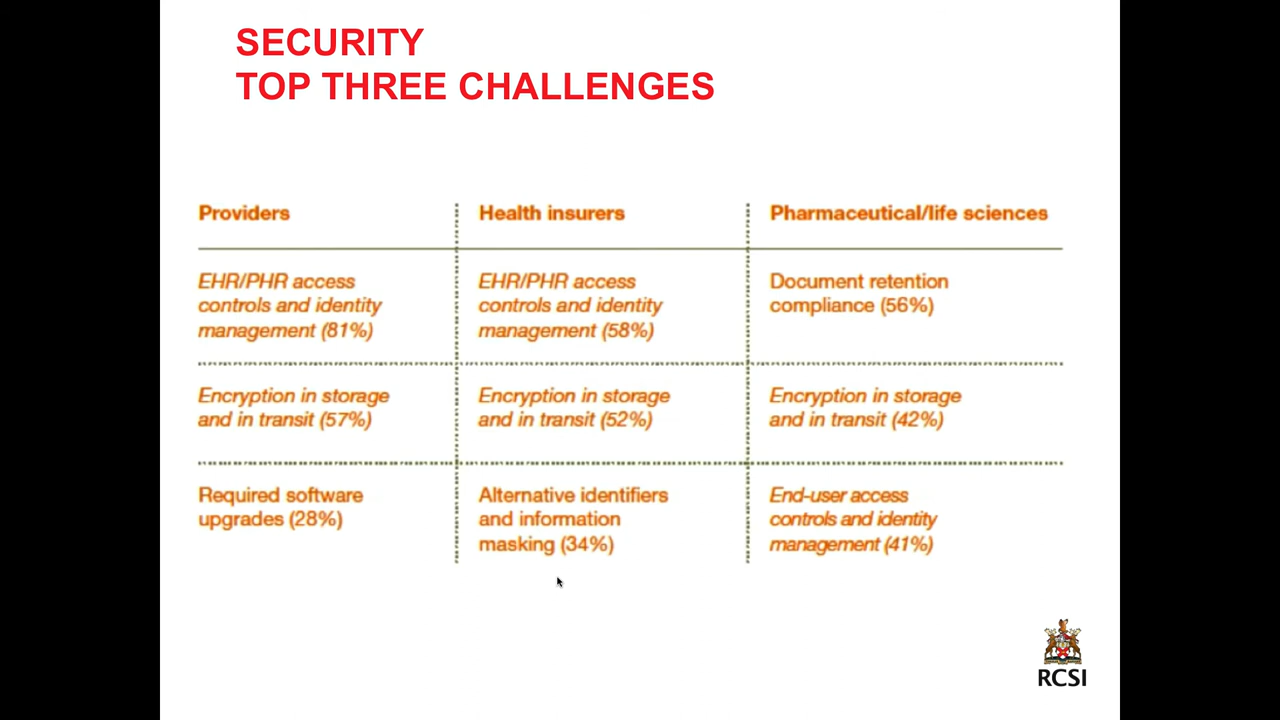 SECURITY
TOP THREE CHALLENGES
Providers
Health insurers
Pharmaceutical/life sciences
EHR/PHR access
controls and identity
management (81%)
EHR/PHR access
controls and identity
management (58%)
Document retention
compliance (56%)
Encryption in storage
and in transit (57%)
Encryption in storage
and in transit (52%)
Encryption in storage
and in transit (42%)
Required software
upgrades (28%)
Alternative identifiers
and information
masking (34%)
End-user access
controls and identity
management (41%)
RCSI